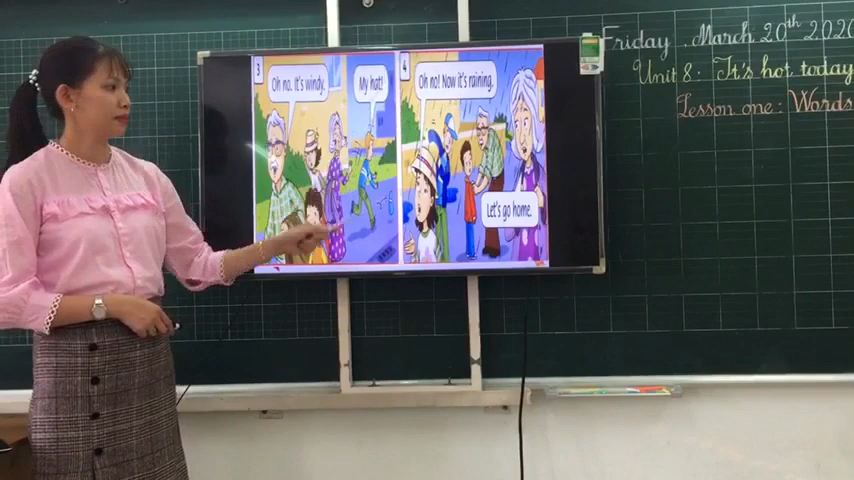 3
Oh no. It's windy.
My hat!
4
Oh no! Now it's raining.
Let's go home.
Friday, March 20th 2020
Unit 8: It's hot today
Lesson one: Words